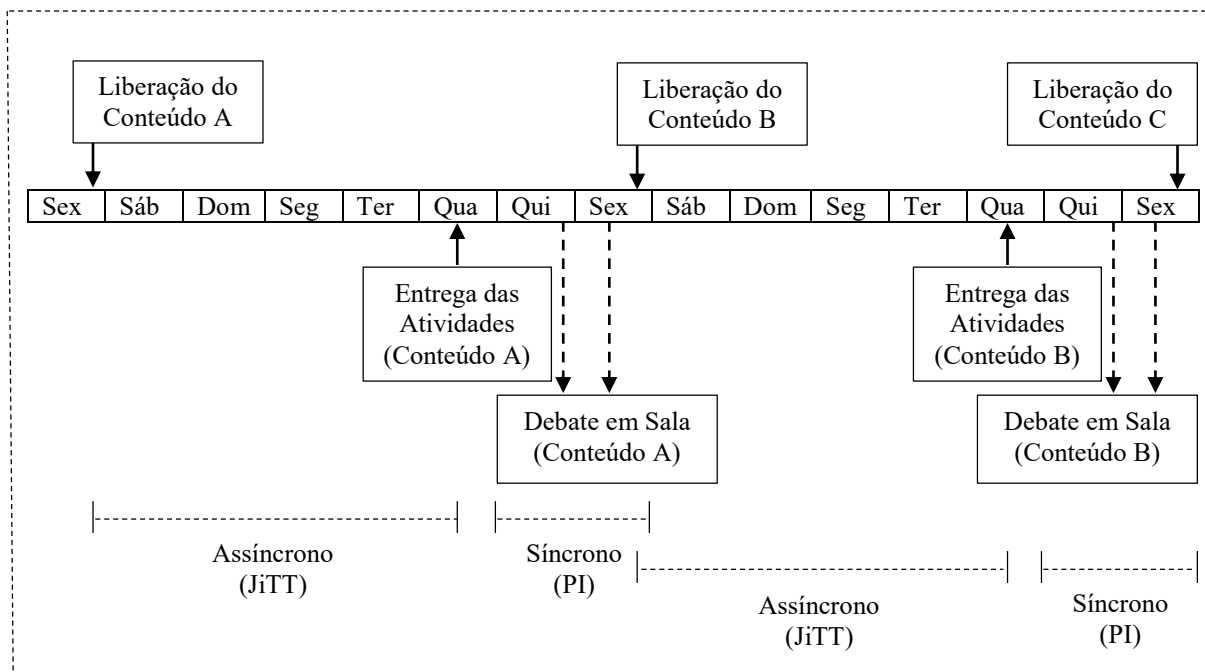 Liberação do
Conteúdo A
Liberação do
Conteúdo B
Liberação do
Conteúdo C
Sex Sáb Dom Seg Ter Qua Qui Sex Sáb Dom Seg Ter Qua Qui Sex
Entrega das
Atividades
(Conteúdo A)
Entrega das
Atividades
(Conteúdo B)
Debate em Sala
(Conteúdo A)
Debate em Sala
(Conteúdo B)
Assíncrono
(JiTT)
Síncrono
(PI)
Assíncrono
(JiTT)
Síncrono
(PI)